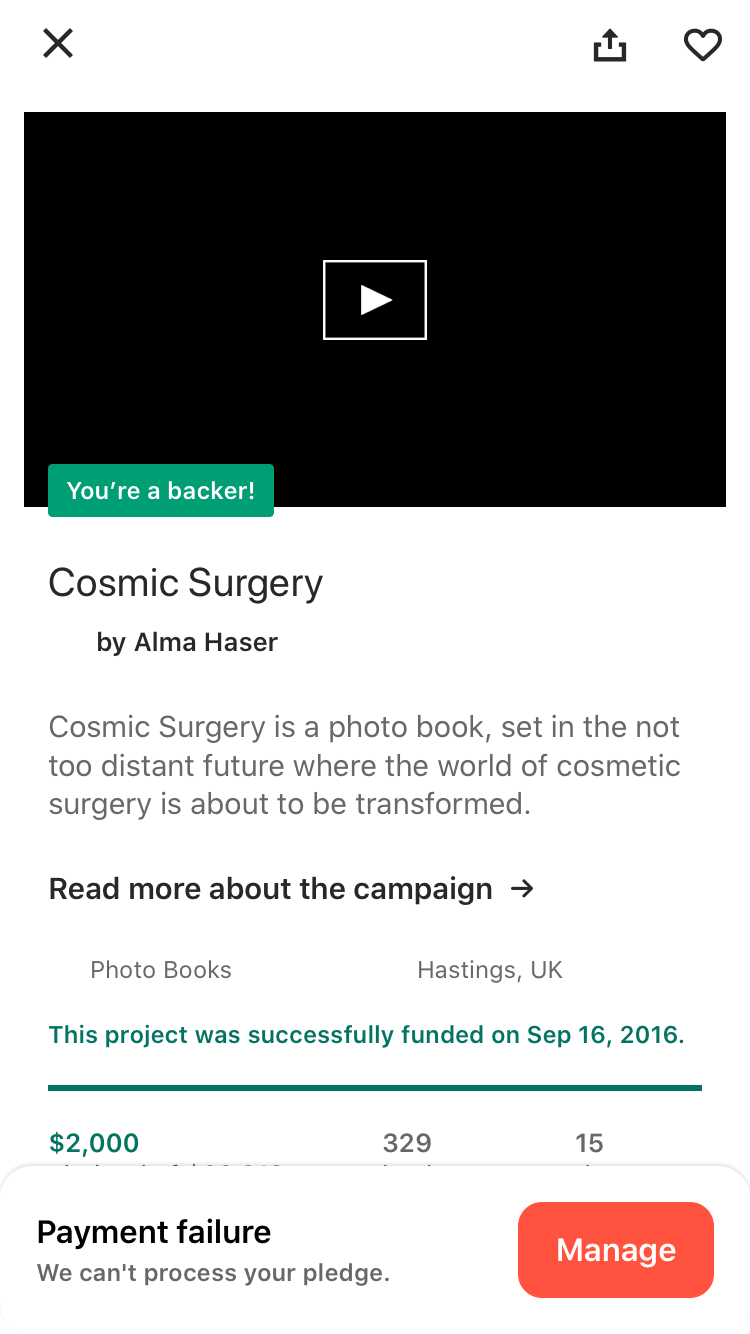 You’re a backer!
Cosmic Surgery
by Alma Haser
Cosmic Surgery is a photo book, set in the not
too distant future where the world of cosmetic
surgery is about to be transformed.
Read more about the campaign →
Photo Books
Hastings, UK
This project was successfully funded on Sep 16, 2016.
$2,000
329
15
Payment failure
We can't process your pledge.
Manage